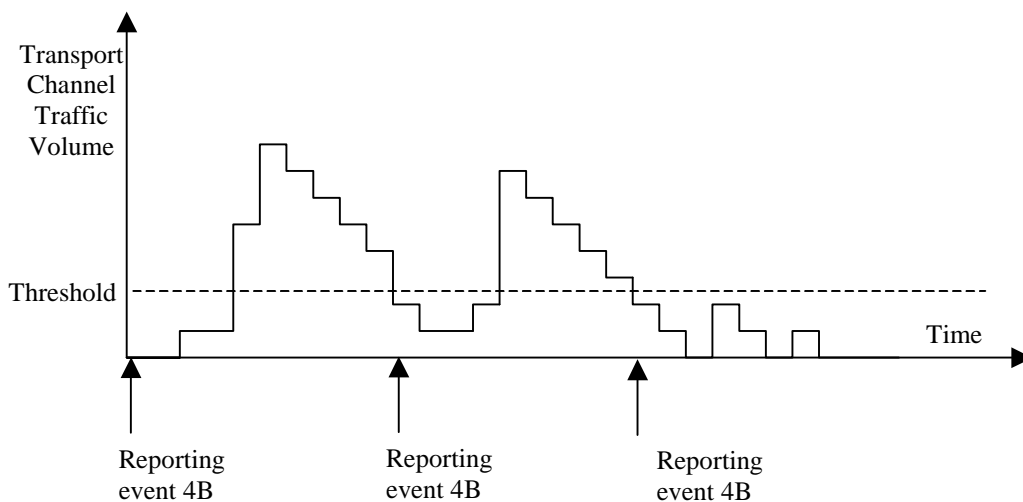 Transport
Channel
Traffic
Volume
Threshold
Time
Reporting
event 4B
Reporting
event 4B
Reporting
event 4B